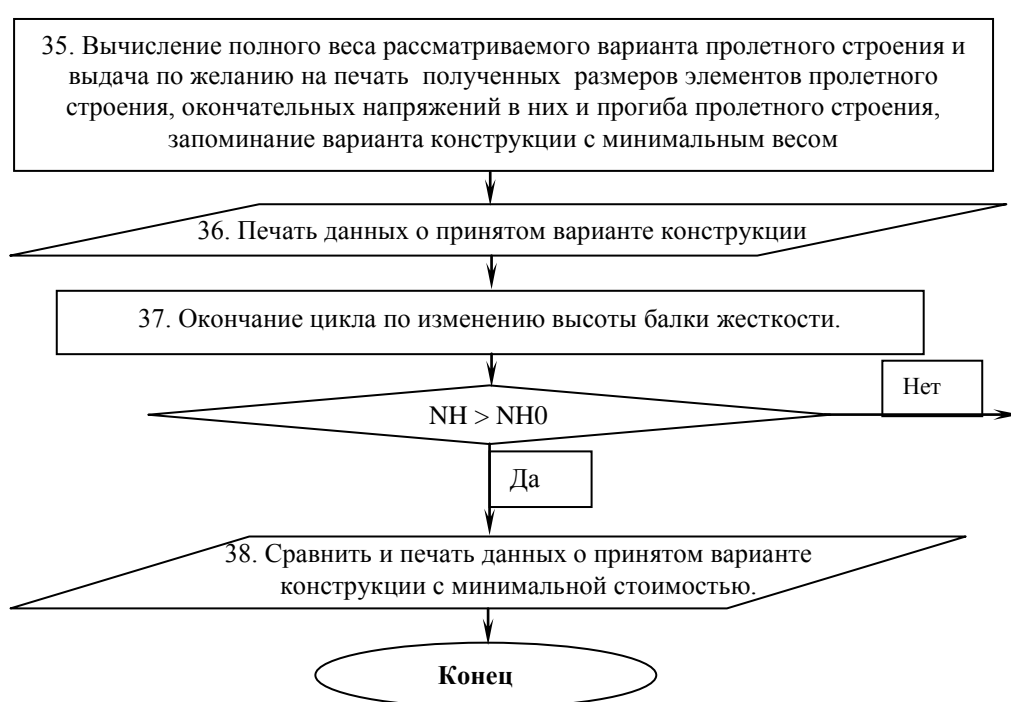 35. Вычисление полного веса рассматриваемого варианта пролетного строения и
выдача по желанию на печать полученных размеров элементов пролетного
строения, окончательных напряжений в них и прогиба пролетного строения,
запоминание варианта конструкции с минимальным весом
36. Печать данных о принятом варианте конструкции
37. Окончание цикла по изменению высоты балки жесткости.
Нет
NH > NH0
Да
38. Сравнить и печать данных о принятом варианте
конструкции с минимальной стоимостью.
Конец